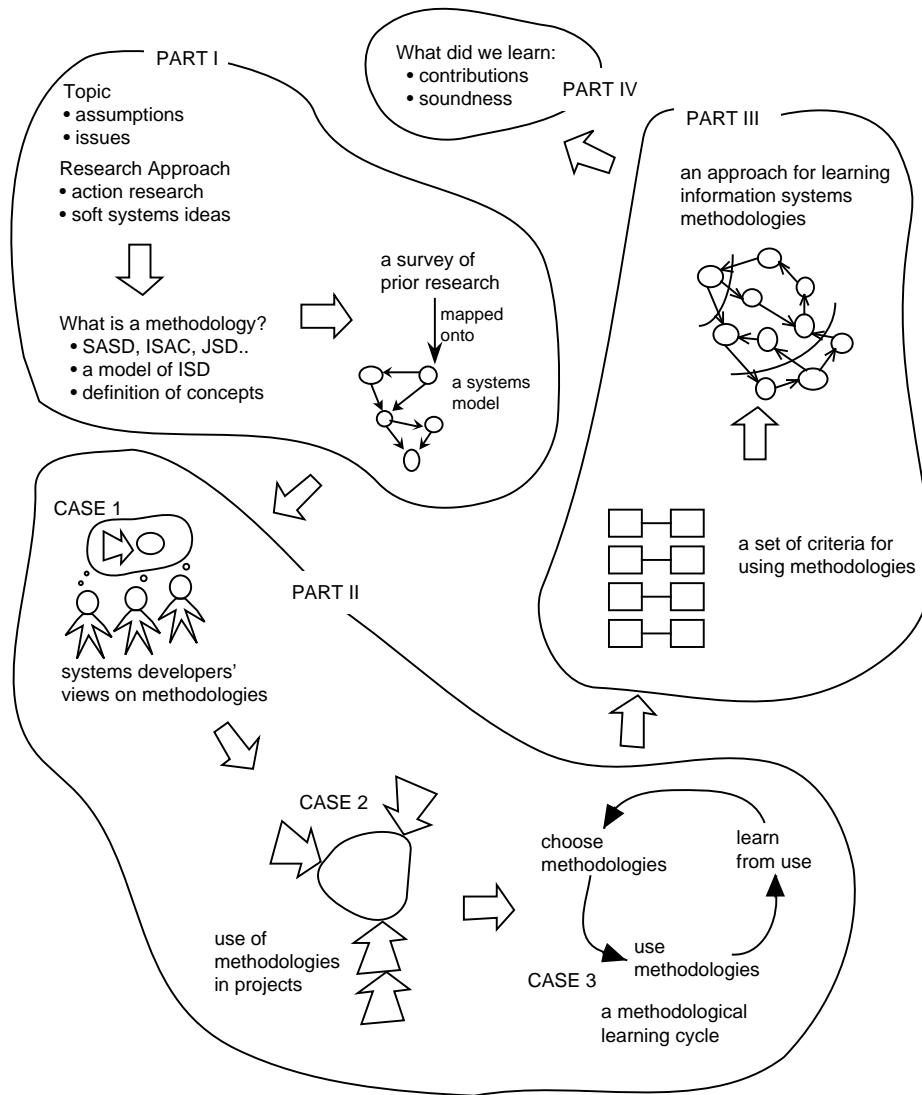 PART I
Topic
• assumptions
• issues
Research Approach
• action research
• soft systems ideas
What is a methodology?
• SASD, ISAC, JSD..
• a model of ISD
• definition of concepts
a survey of
prior research
mapped
onto
a systems
model
What did we learn:
• contributions
• soundness
PART IV
PART III
an approach for learning
information systems
methodologies
a set of criteria for
using methodologies
CASE 1
systems developers’
views on methodologies
PART II
CASE 2
use of
methodologies
in projects
choose
methodologies
learn
from use
use
methodologies
CASE 3
a methodological
learning cycle